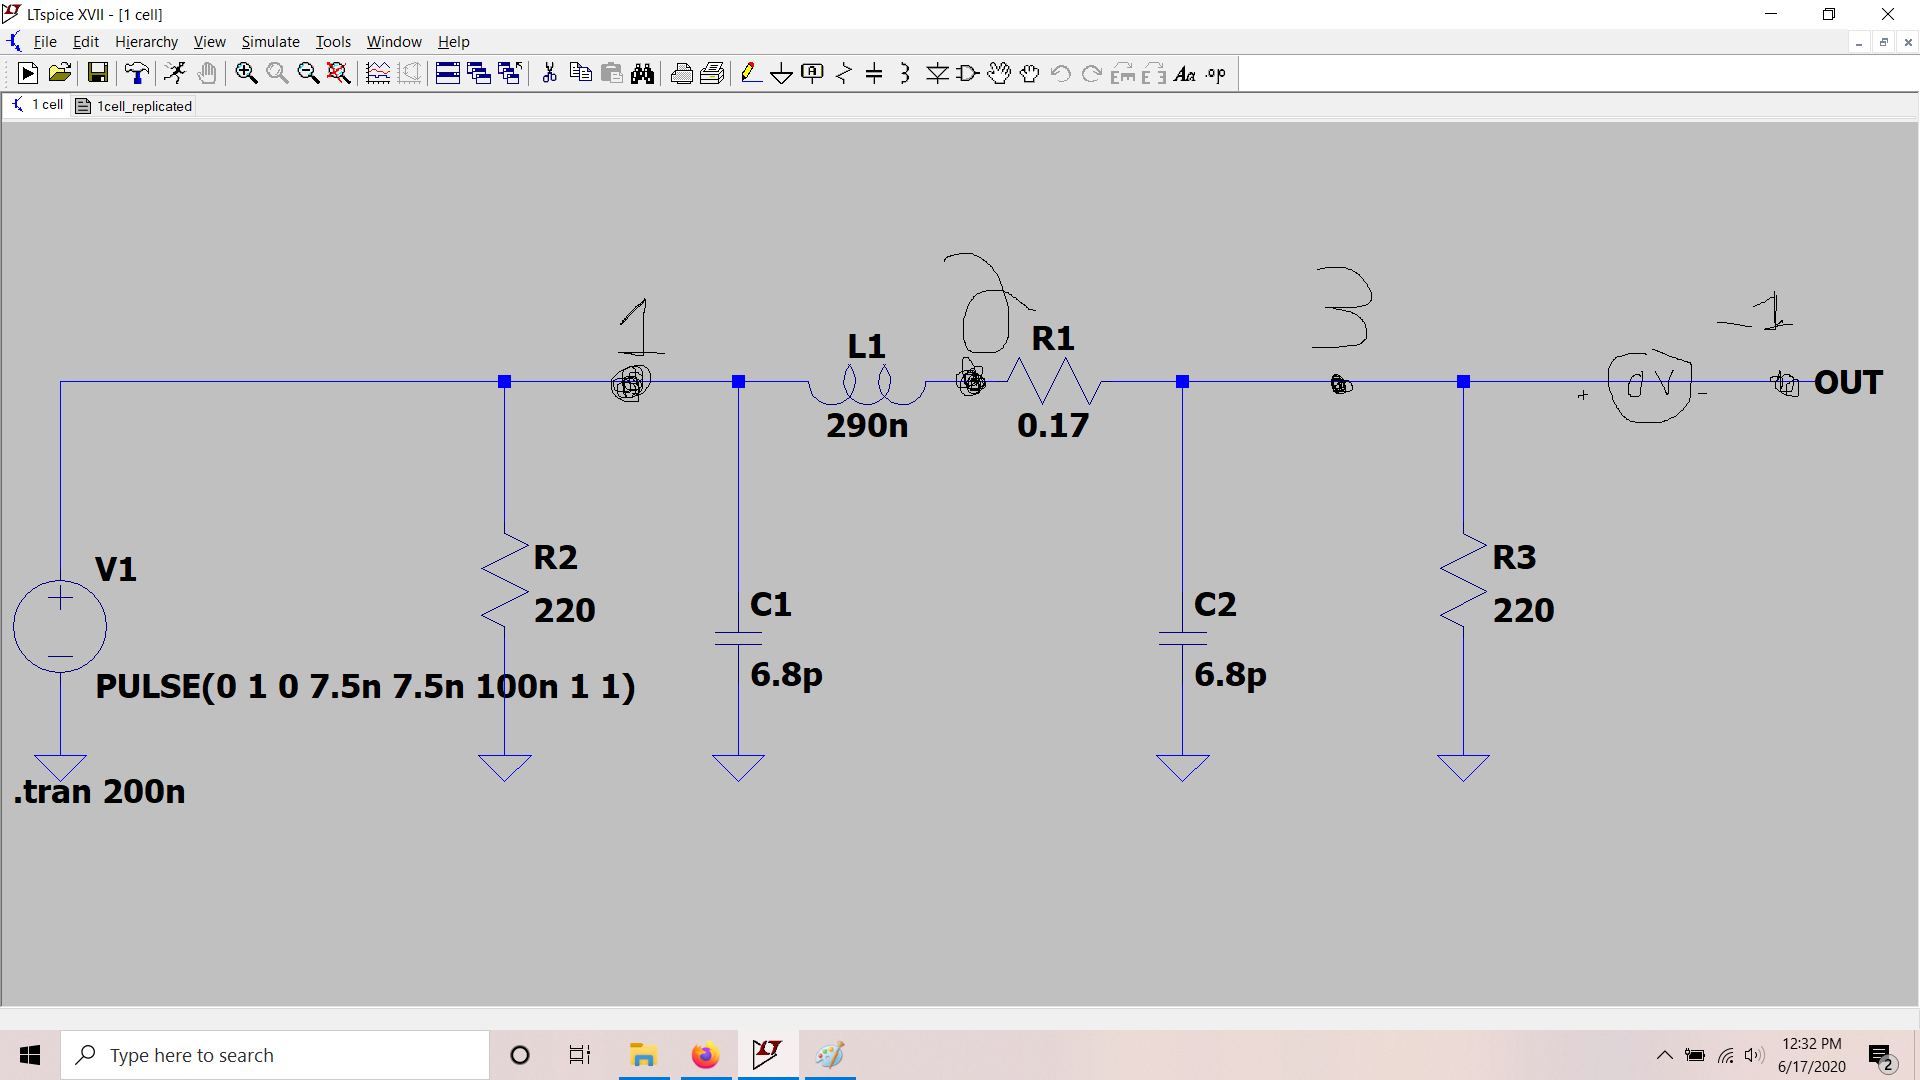 LTspice XVII - [1 cell]
File Edit Hierarchy View Simulate Tools Window Help
1 cell 1cell_replicated
1 2 3 -1
L1 R1
290n 0.17
+ 0V - OUT
V1 R2 R3
220 220
C1 C2
6.8p 6.8p
PULSE(0 1 0 7.5n 7.5n 100n 1 1)
.tran 200n
Type here to search
12:32 PM
6/17/2020
2